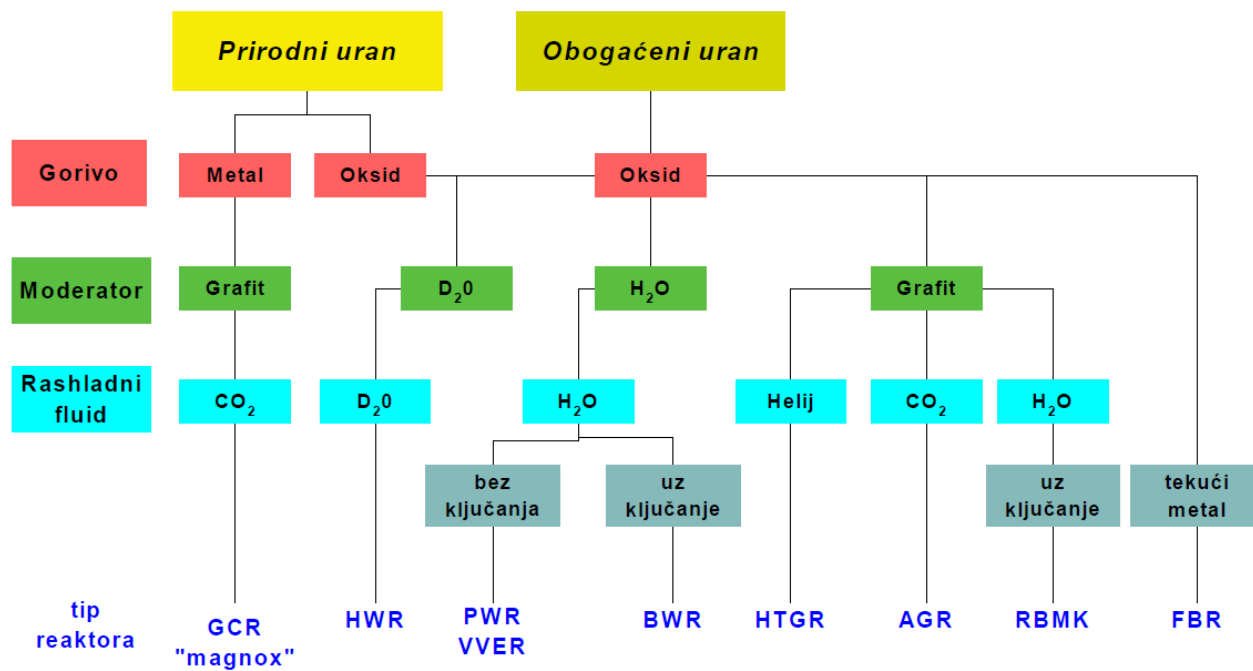 Prirodni uran
Obogaćeni uran
Gorivo
Metal
Oksid
Oksid
Moderator
Grafit
D₂0
H₂O
Grafit
Rashladni
fluid
CO₂
D₂0
H₂O
Helij
CO₂
H₂O
bez
ključanja
uz
ključanje
uz
ključanje
tekući
metal
tip
reaktora
GCR
"magnox"
HWR
PWR
VVER
BWR
HTGR
AGR
RBMK
FBR